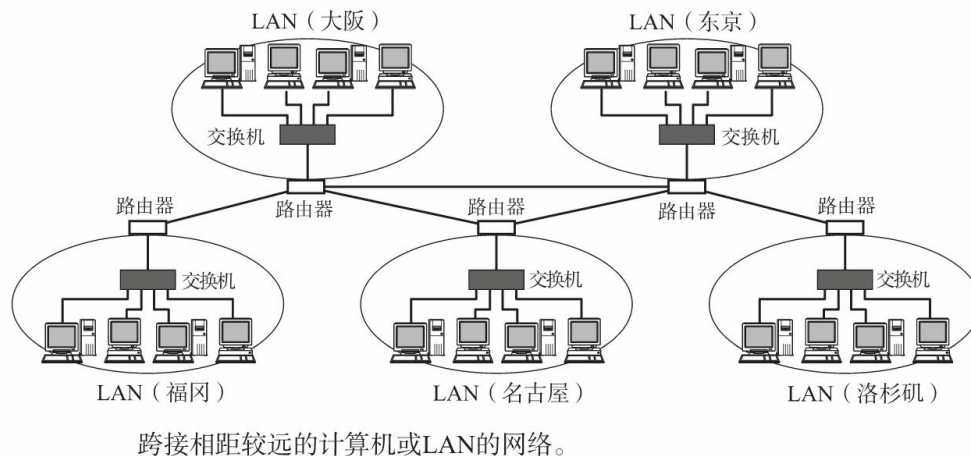 LAN（大阪）
LAN（东京）
交换机
交换机
路由器
路由器
路由器
路由器
路由器
交换机
交换机
交换机
LAN（福冈）
LAN（名古屋）
LAN（洛杉矶）
跨接相距较远的计算机或LAN的网络。